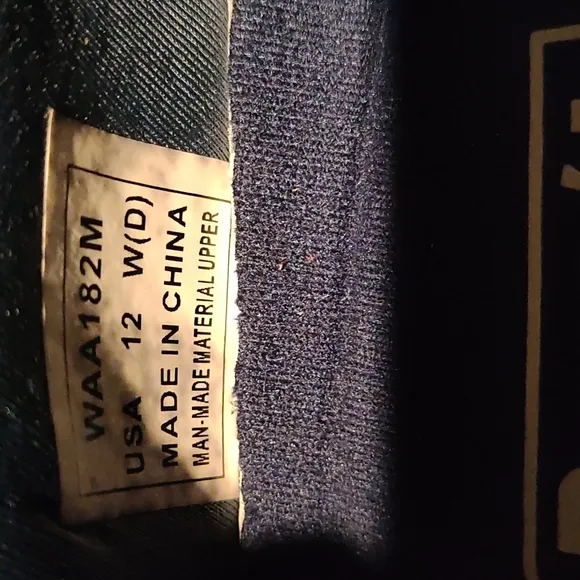 WAA182M
USA 12 W(D)
MADE IN CHINA
MAN-MADE MATERIAL UPPER